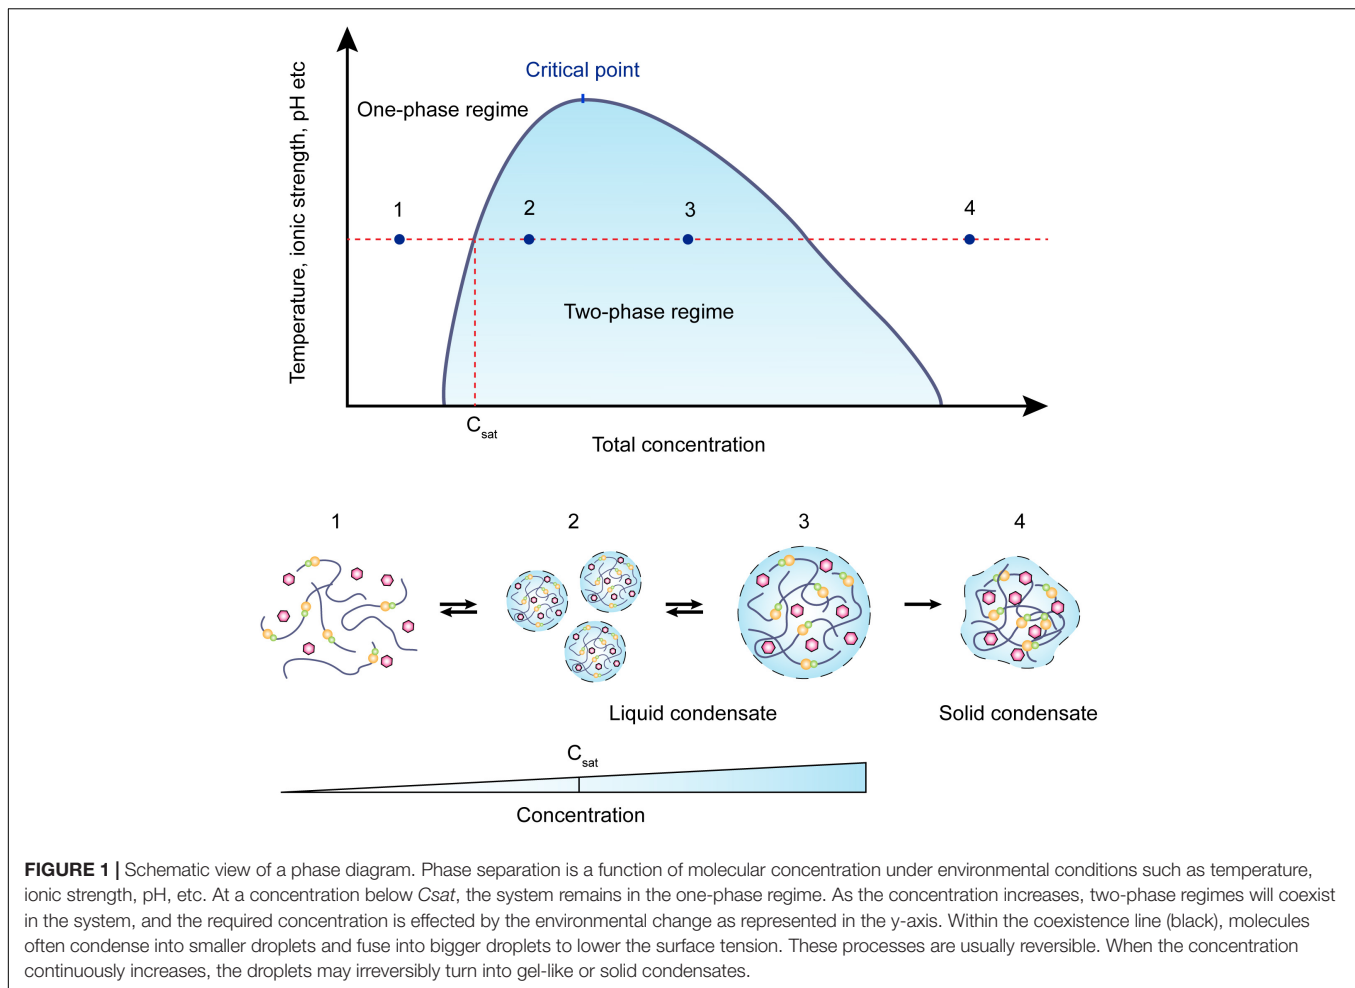 Critical point
One-phase regime
Temperature, ionic strength, pH etc
1
2
3
4
Two-phase regime
Csat
Total concentration
1
2
3
4
Liquid condensate
Solid condensate
Csat
Concentration
FIGURE 1 | Schematic view of a phase diagram. Phase separation is a function of molecular concentration under environmental conditions such as temperature,
ionic strength, pH, etc. At a concentration below Csat, the system remains in the one-phase regime. As the concentration increases, two-phase regimes will coexist
in the system, and the required concentration is effected by the environmental change as represented in the y-axis. Within the coexistence line (black), molecules
often condense into smaller droplets and fuse into bigger droplets to lower the surface tension. These processes are usually reversible. When the concentration
continuously increases, the droplets may irreversibly turn into gel-like or solid condensates.